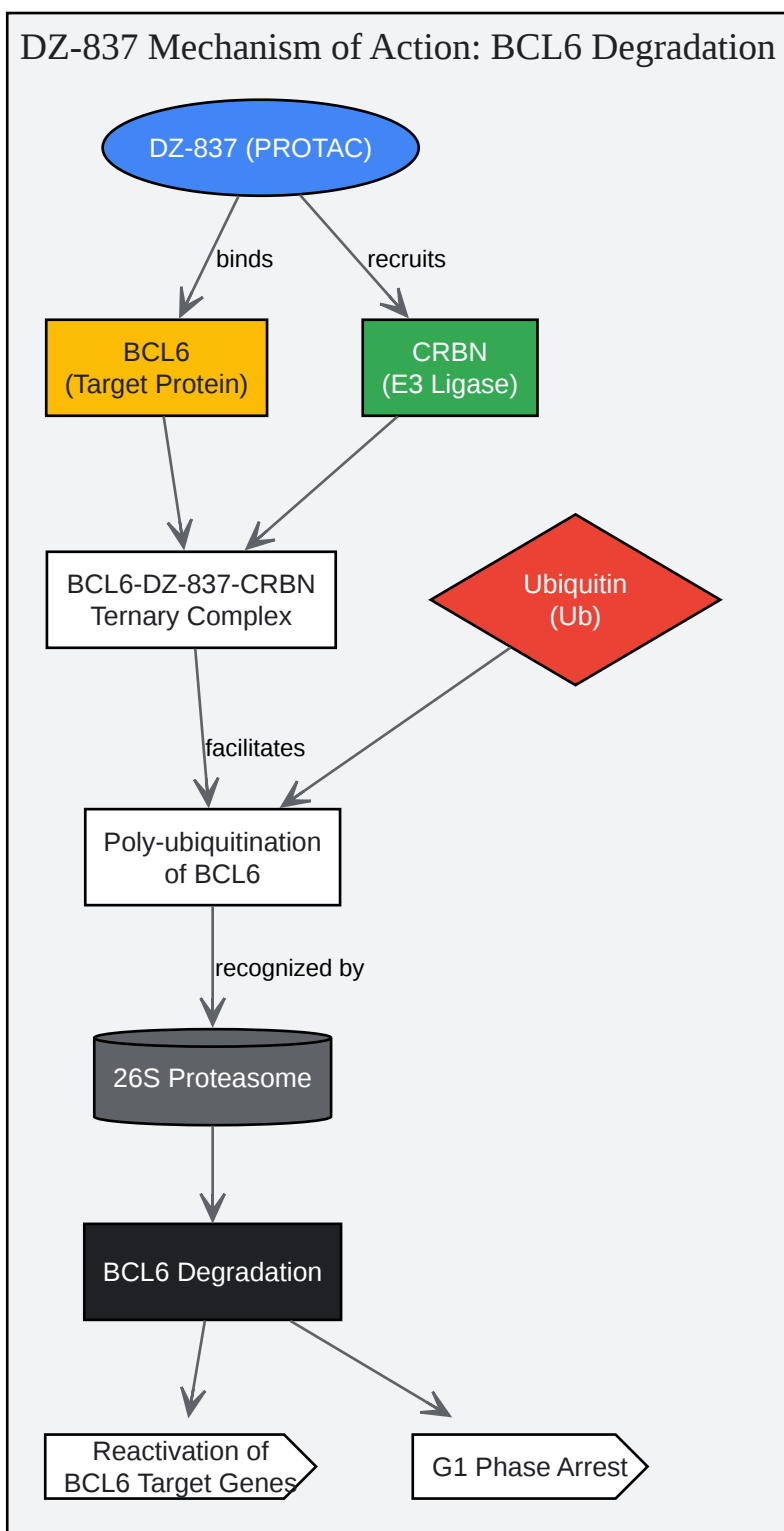 DZ-837 Mechanism of Action: BCL6 Degradation
DZ-837 (PROTAC)
binds
recruits
BCL6
(Target Protein)
CRBN
(E3 Ligase)
BCL6-DZ-837-CRBN
Ternary Complex
Ubiquitin
(Ub)
facilitates
Poly-ubiquitination
of BCL6
recognized by
26S Proteasome
BCL6 Degradation
Reactivation of
BCL6 Target Genes
G1 Phase Arrest